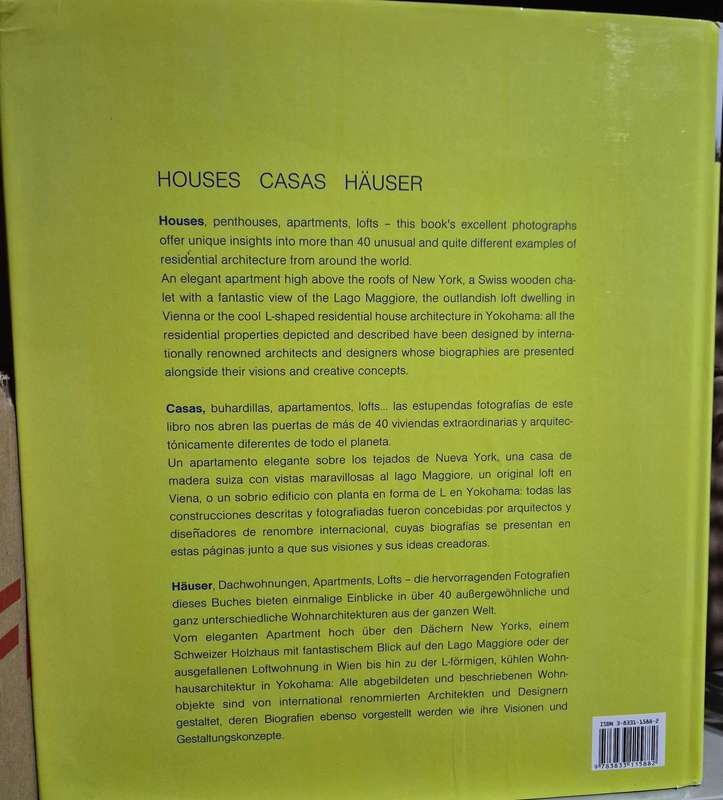 HOUSES CASAS HÄUSER
Houses, penthouses, apartments, lofts – this book's excellent photographs
offer unique insights into more than 40 unusual and quite different examples of
residential architecture from around the world.
An elegant apartment high above the roofs of New York, a Swiss wooden cha-
let with a fantastic view of the Lago Maggiore, the outlandish loft dwelling in
Vienna or the cool L-shaped residential house architecture in Yokohama: all the
residential properties depicted and described have been designed by interna-
tionally renowned architects and designers whose biographies are presented
alongside their visions and creative concepts.
Casas, buhardillas, apartamentos, lofts... las estupendas fotografías de este
libro nos abren las puertas de más de 40 viviendas extraordinarias y arquitec-
tónicamente diferentes de todo el planeta.
Un apartamento elegante sobre los tejados de Nueva York, una casa de
madera suiza con vistas maravillosas al lago Maggiore, un original loft en
Viena, o un sobrio edificio con planta en forma de L en Yokohama: todas las
construcciones descritas y fotografiadas fueron concebidas por arquitectos y
diseñadores de renombre internacional, cuyas biografías se presentan en
estas páginas junto a que sus visiones y sus ideas creadoras.
Häuser, Dachwohnungen, Apartments, Lofts – die hervorragenden Fotografien
dieses Buches bieten einmalige Einblicke in über 40 außergewöhnliche und
ganz unterschiedliche Wohnarchitekturen aus der ganzen Welt.
Vom eleganten Apartment hoch über den Dächern New Yorks, einem
Schweizer Holzhaus mit fantastischem Blick auf den Lago Maggiore oder der
ausgefallenen Loftwohnung in Wien bis hin zu der L-förmigen, kühlen Wohn-
hausarchitektur in Yokohama: Alle abgebildeten und beschriebenen Wohn-
objekte sind von international renommierten Architekten und Designern
gestaltet, deren Biografien ebenso vorgestellt werden wie ihre Visionen und
Gestaltungskonzepte.
ISBN 3-8331-1588-2
9 783833 115882